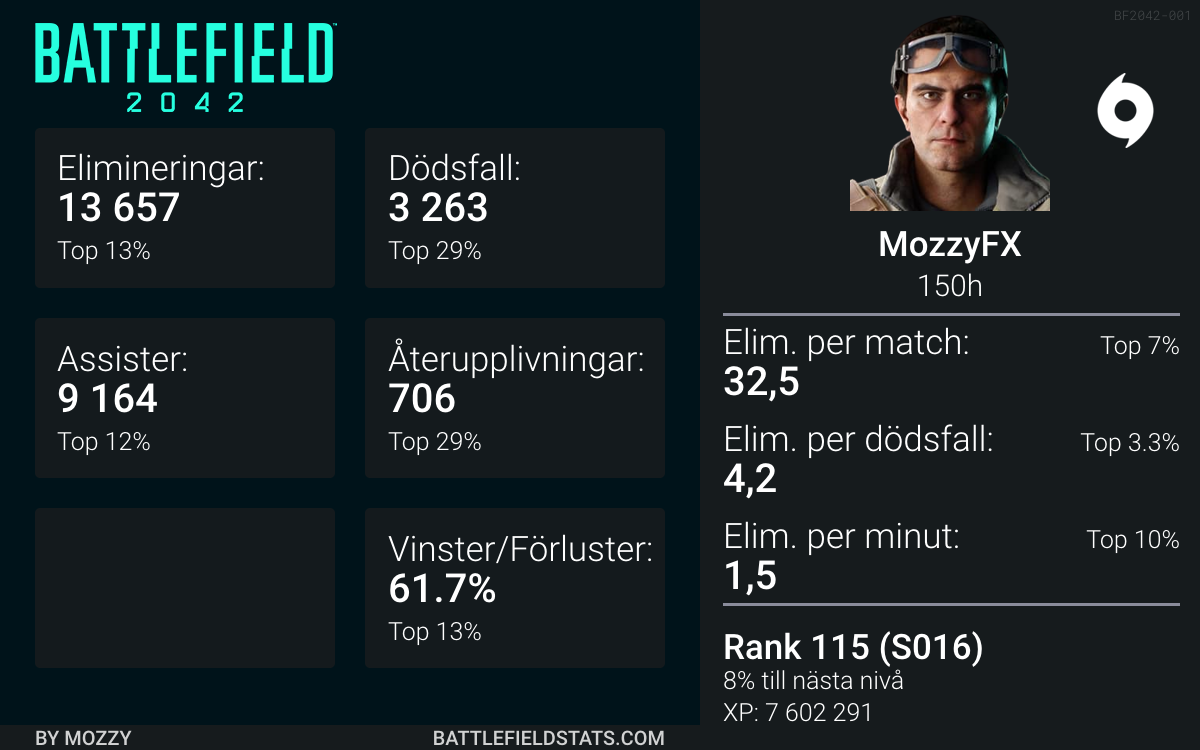 BATTLEFIELD™
2042
Elimineringar:
13 657
Top 13%
Dödsfall:
3 263
Top 29%
Assister:
9 164
Top 12%
Återupplivningar:
706
Top 29%
Vinster/Förluster:
61.7%
Top 13%
BY MOZZY
BATTLEFIELDSTATS.COM
BF2042-001
MozzyFX
150h
Elim. per match:
Top 7%
32,5
Elim. per dödsfall:
Top 3.3%
4,2
Elim. per minut:
Top 10%
1,5
Rank 115 (S016)
8% till nästa nivå
XP: 7 602 291